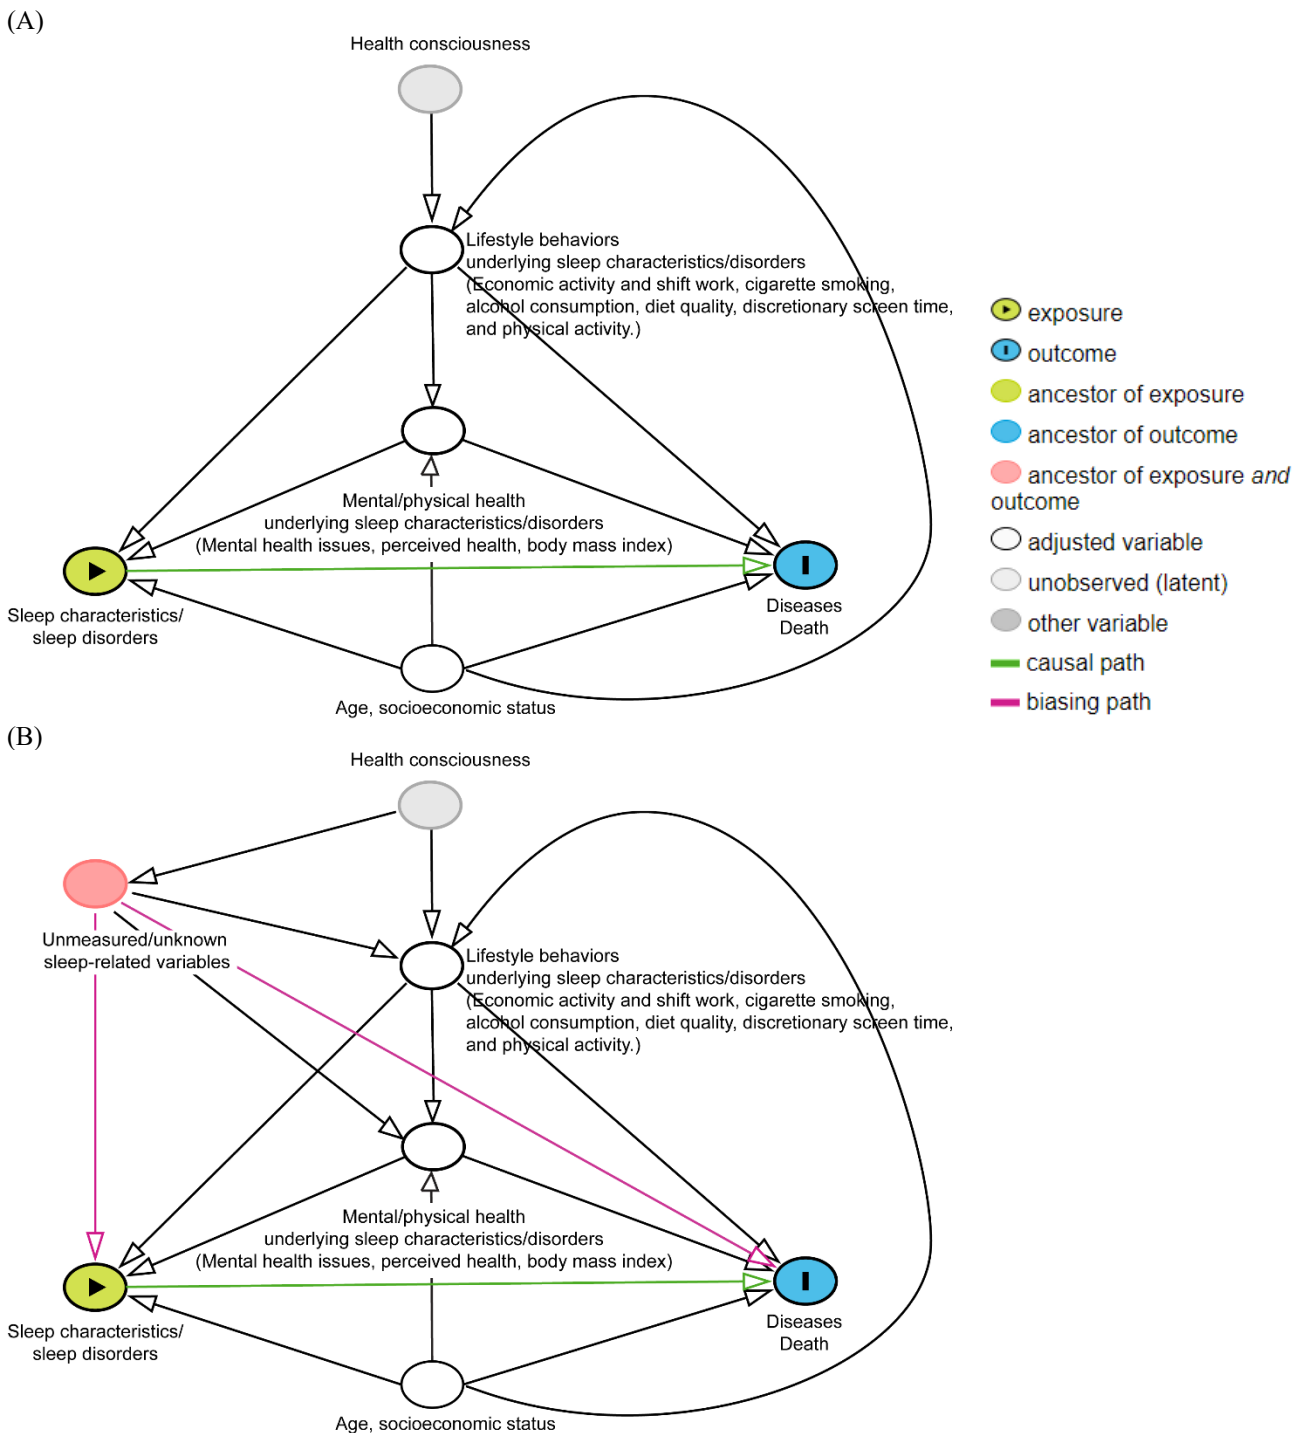 (A)
Health consciousness
Lifestyle behaviors
underlying sleep characteristics/disorders
(Economic activity and shift work, cigarette smoking,
alcohol consumption, diet quality, discretionary screen time,
and physical activity.)
Mental/physical health
underlying sleep characteristics/disorders
(Mental health issues, perceived health, body mass index)
Sleep characteristics/
sleep disorders
Diseases
Death
Age, socioeconomic status
exposure
outcome
ancestor of exposure
ancestor of outcome
ancestor of exposure and
outcome
adjusted variable
unobserved (latent)
other variable
causal path
biasing path
(B)
Health consciousness
Unmeasured/unknown
sleep-related variables
Lifestyle behaviors
underlying sleep characteristics/disorders
(Economic activity and shift work, cigarette smoking,
alcohol consumption, diet quality, discretionary screen time,
and physical activity.)
Mental/physical health
underlying sleep characteristics/disorders
(Mental health issues, perceived health, body mass index)
Sleep characteristics/
sleep disorders
Diseases
Death
Age, socioeconomic status